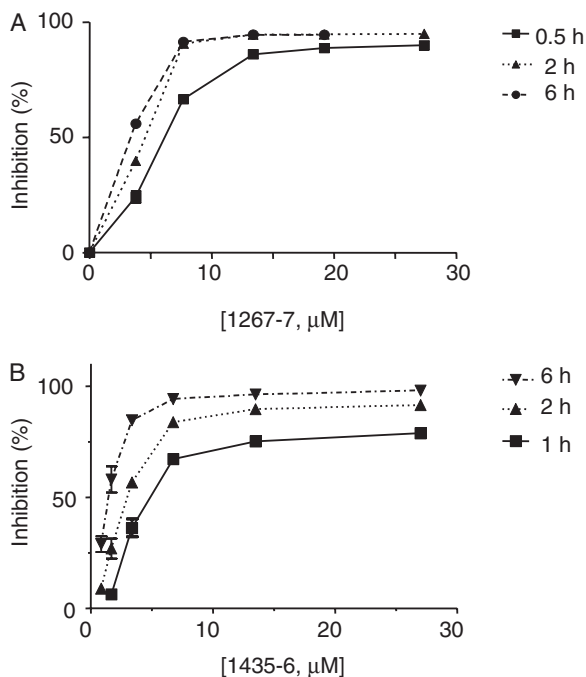 A
100
50
0
Inhibition (%)
0 10 20 30
[1267-7, μM]
0.5 h
2 h
6 h
B
100
50
0
Inhibition (%)
0 10 20 30
[1435-6, μM]
6 h
2 h
1 h